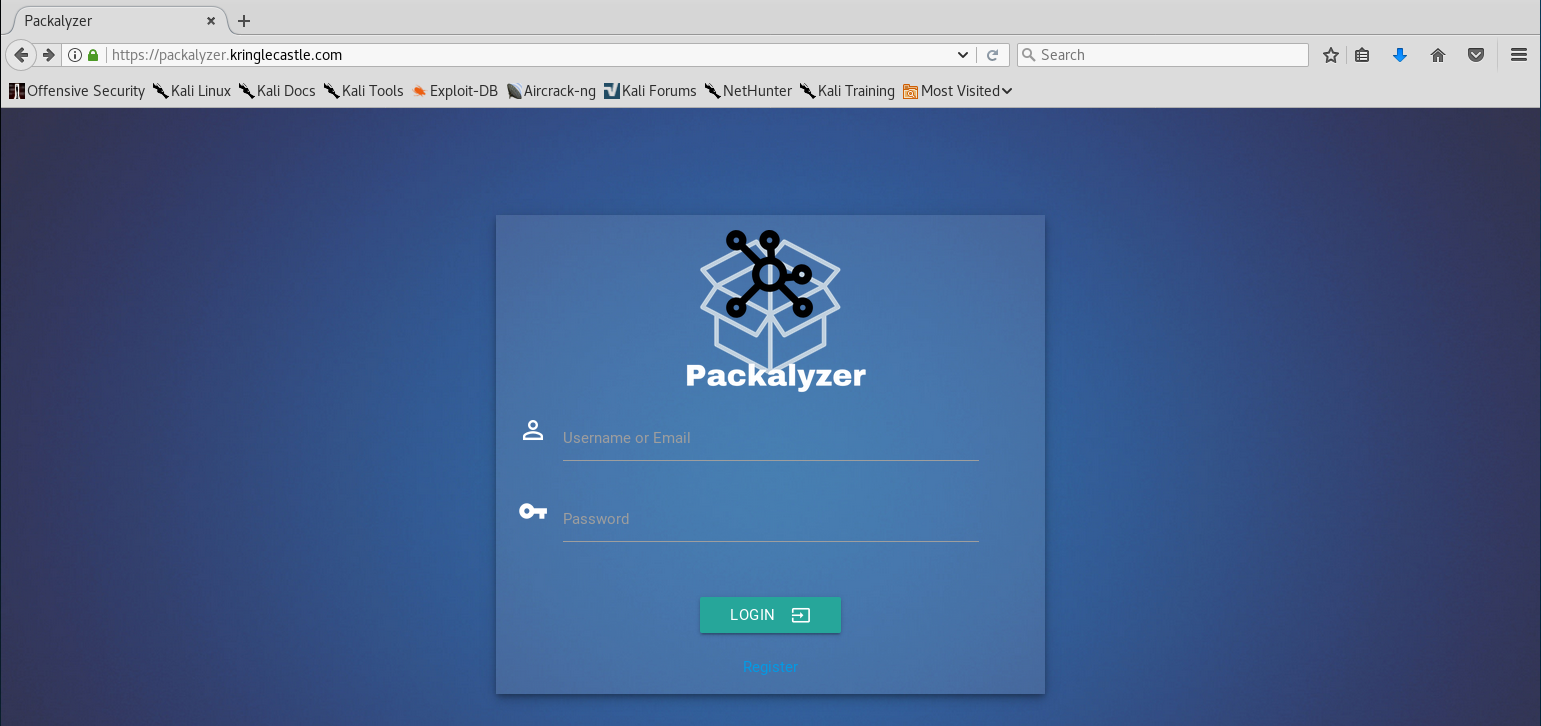 Packalyzer
https://packalyzer.kringlecastle.com
Search
Offensive Security Kali Linux Kali Docs Kali Tools Exploit-DB Aircrack-ng Kali Forums NetHunter Kali Training Most Visited
Packalyzer
Username or Email
Password
LOGIN
Register